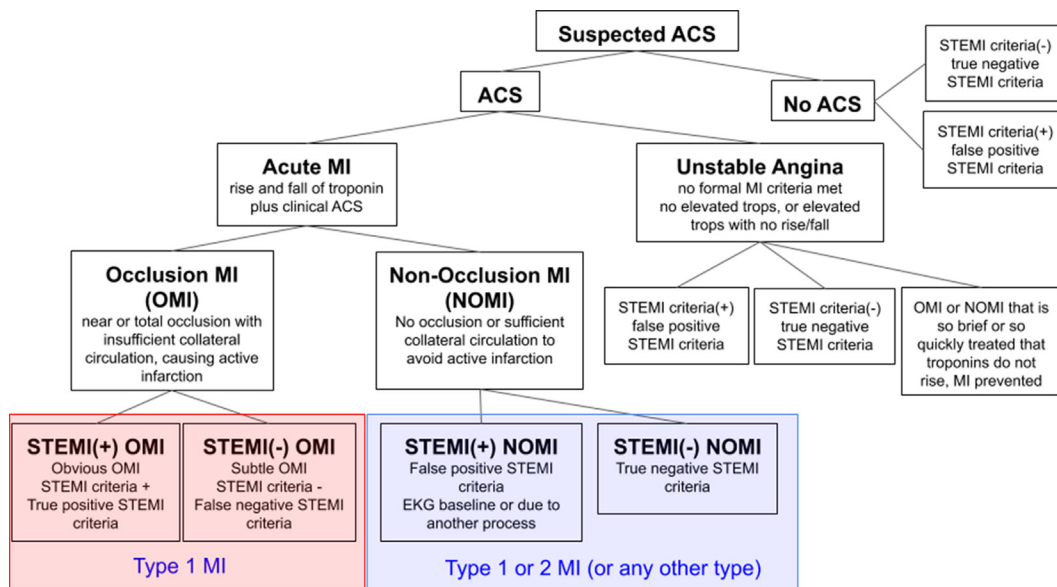 Suspected ACS
ACS
No ACS
STEMI criteria(-)
true negative
STEMI criteria
STEMI criteria(+)
false positive
STEMI criteria
Acute MI
rise and fall of troponin
plus clinical ACS
Unstable Angina
no formal MI criteria met
no elevated trops, or elevated
trops with no rise/fall
Occlusion MI
(OMI)
near or total occlusion with
insufficient collateral
circulation, causing active
infarction
Non-Occlusion MI
(NOMI)
No occlusion or sufficient
collateral circulation to
avoid active infarction
STEMI criteria(+)
false positive
STEMI criteria
STEMI criteria(-)
true negative
STEMI criteria
OMI or NOMI that is
so brief or so
quickly treated that
troponins do not
rise, MI prevented
STEMI(+) OMI
Obvious OMI
STEMI criteria +
True positive STEMI
criteria
STEMI(-) OMI
Subtle OMI
STEMI criteria -
False negative STEMI
criteria
STEMI(+) NOMI
False positive STEMI
criteria
EKG baseline or due to
another process
STEMI(-) NOMI
True negative STEMI
criteria
Type 1 MI
Type 1 or 2 MI (or any other type)